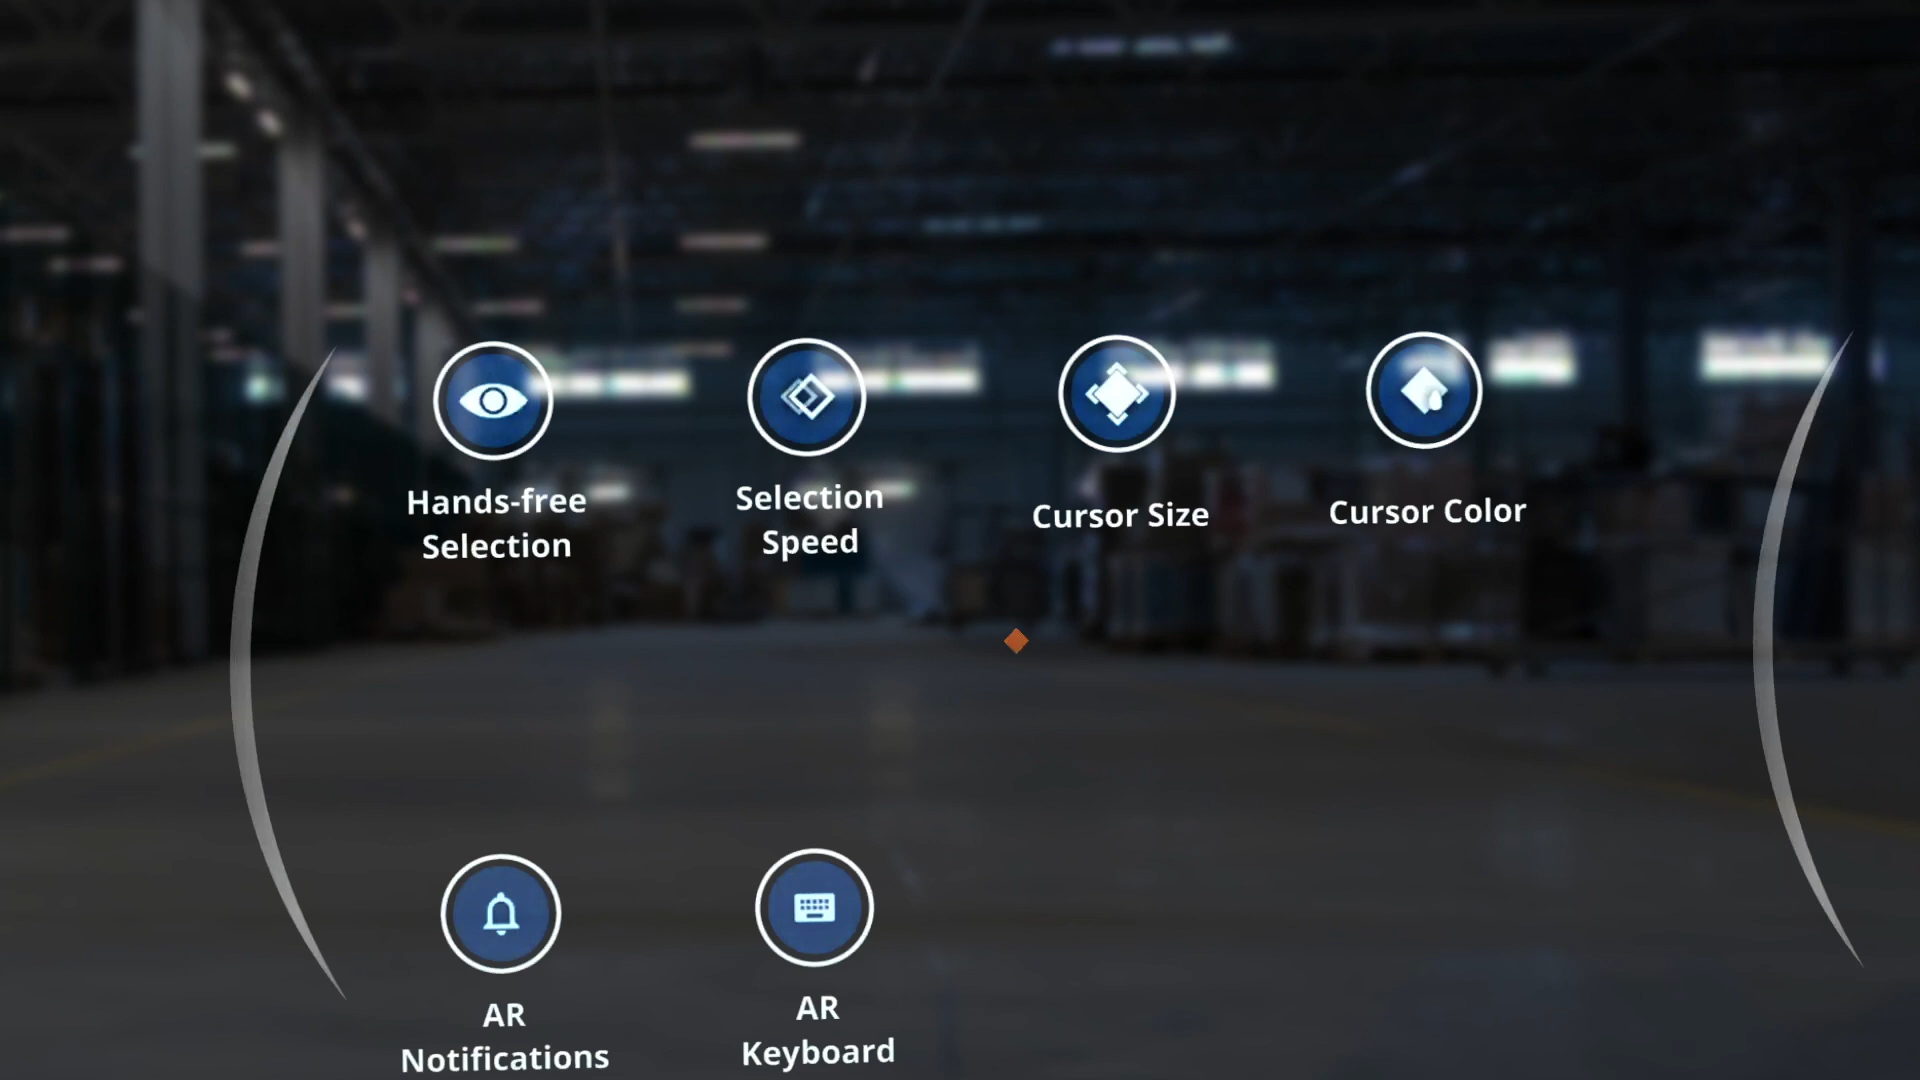 Hands-free
Selection
Selection
Speed
Cursor Size
Cursor Color
AR
Notifications
AR
Keyboard